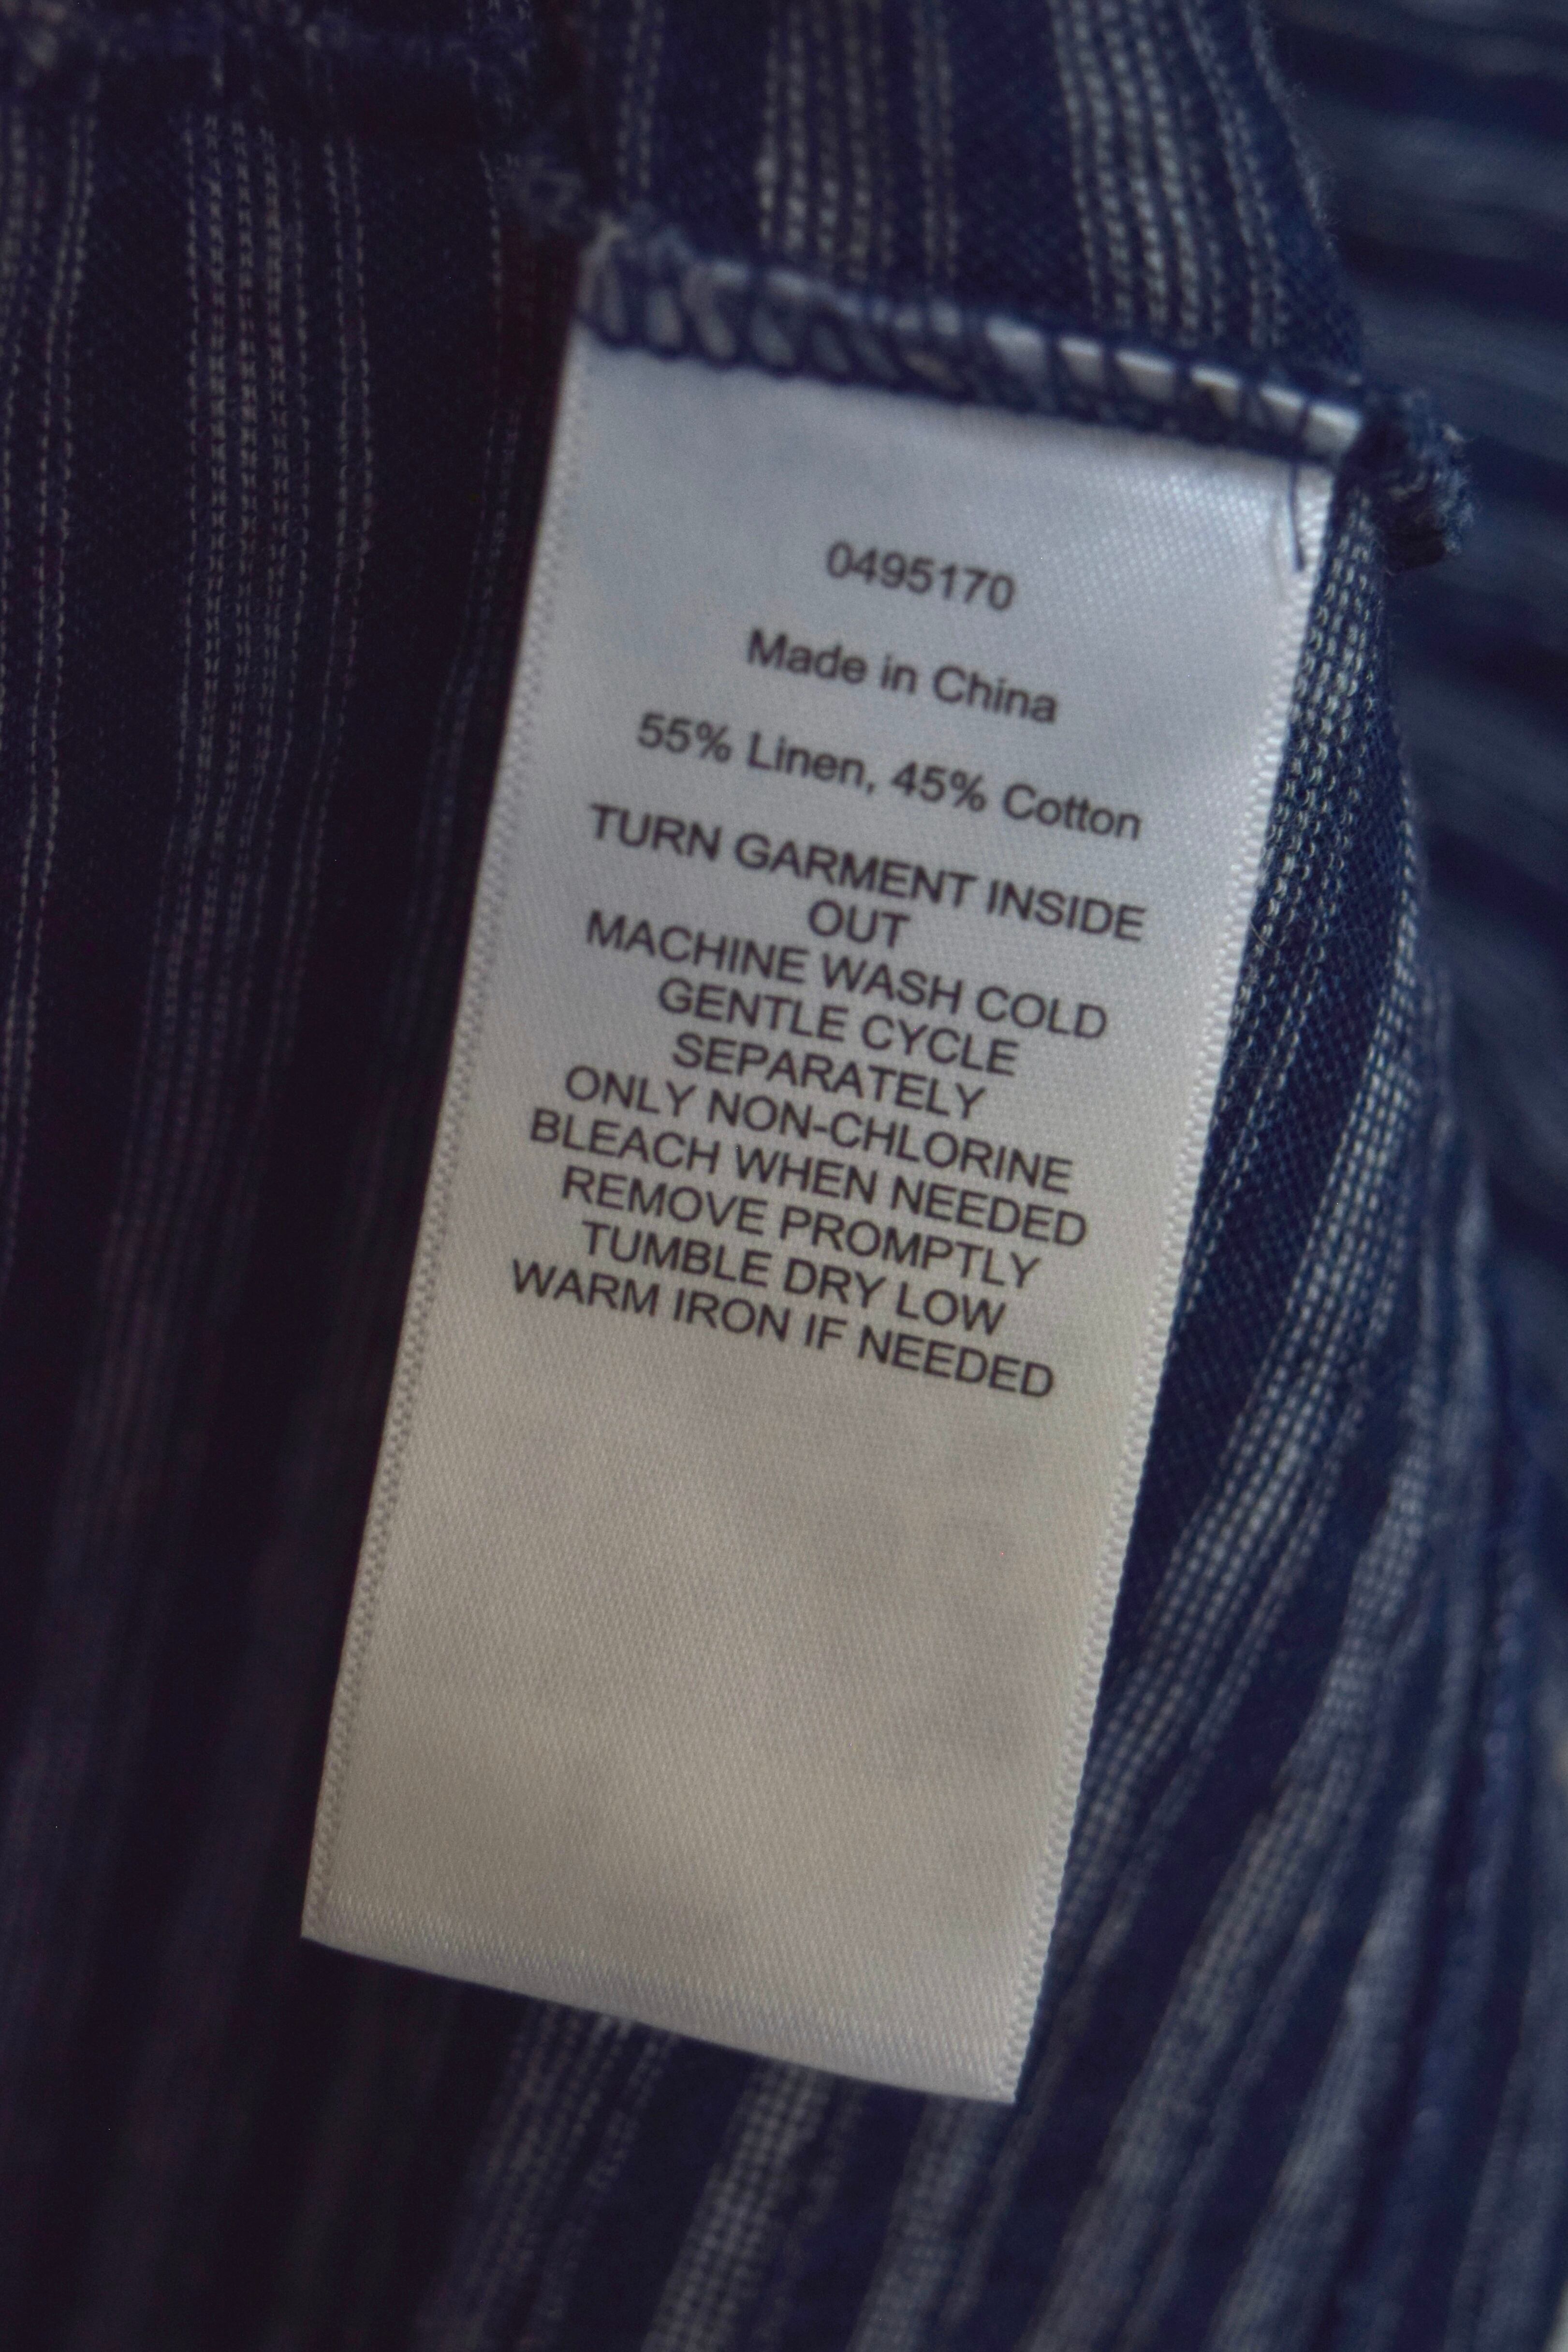 0495170
Made in China
55% Linen, 45% Cotton
TURN GARMENT INSIDE
OUT
MACHINE WASH COLD
GENTLE CYCLE
SEPARATELY
ONLY NON-CHLORINE
BLEACH WHEN NEEDED
REMOVE PROMPTLY
TUMBLE DRY LOW
WARM IRON IF NEEDED